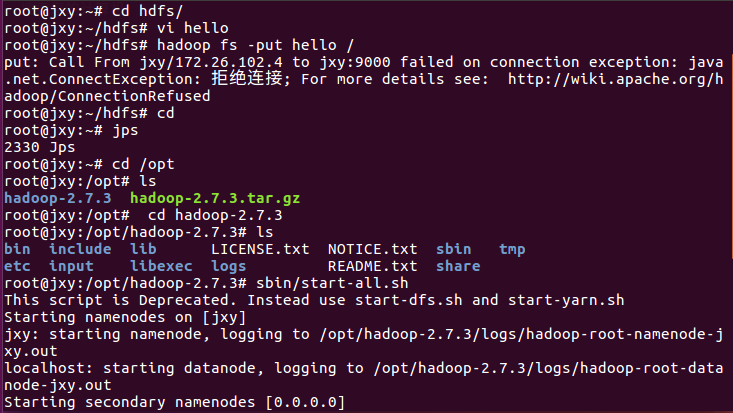 root@jxy:~# cd hdfs/
root@jxy:~/hdfs# vi hello
root@jxy:~/hdfs# hadoop fs -put hello /
put: Call From jxy/172.26.102.4 to jxy:9000 failed on connection exception: java
.net.ConnectException: 拒绝连接; For more details see:  http://wiki.apache.org/h
adoop/ConnectionRefused
root@jxy:~/hdfs# cd
root@jxy:~# jps
2330 Jps
root@jxy:~# cd /opt
root@jxy:/opt# ls
hadoop-2.7.3  hadoop-2.7.3.tar.gz
root@jxy:/opt#  cd hadoop-2.7.3
root@jxy:/opt/hadoop-2.7.3# ls
bin  include  lib      LICENSE.txt  NOTICE.txt  sbin   tmp
etc  input    libexec  logs         README.txt  share
root@jxy:/opt/hadoop-2.7.3# sbin/start-all.sh
This script is Deprecated. Instead use start-dfs.sh and start-yarn.sh
Starting namenodes on [jxy]
jxy: starting namenode, logging to /opt/hadoop-2.7.3/logs/hadoop-root-namenode-j
xy.out
localhost: starting datanode, logging to /opt/hadoop-2.7.3/logs/hadoop-root-data
node-jxy.out
Starting secondary namenodes [0.0.0.0]